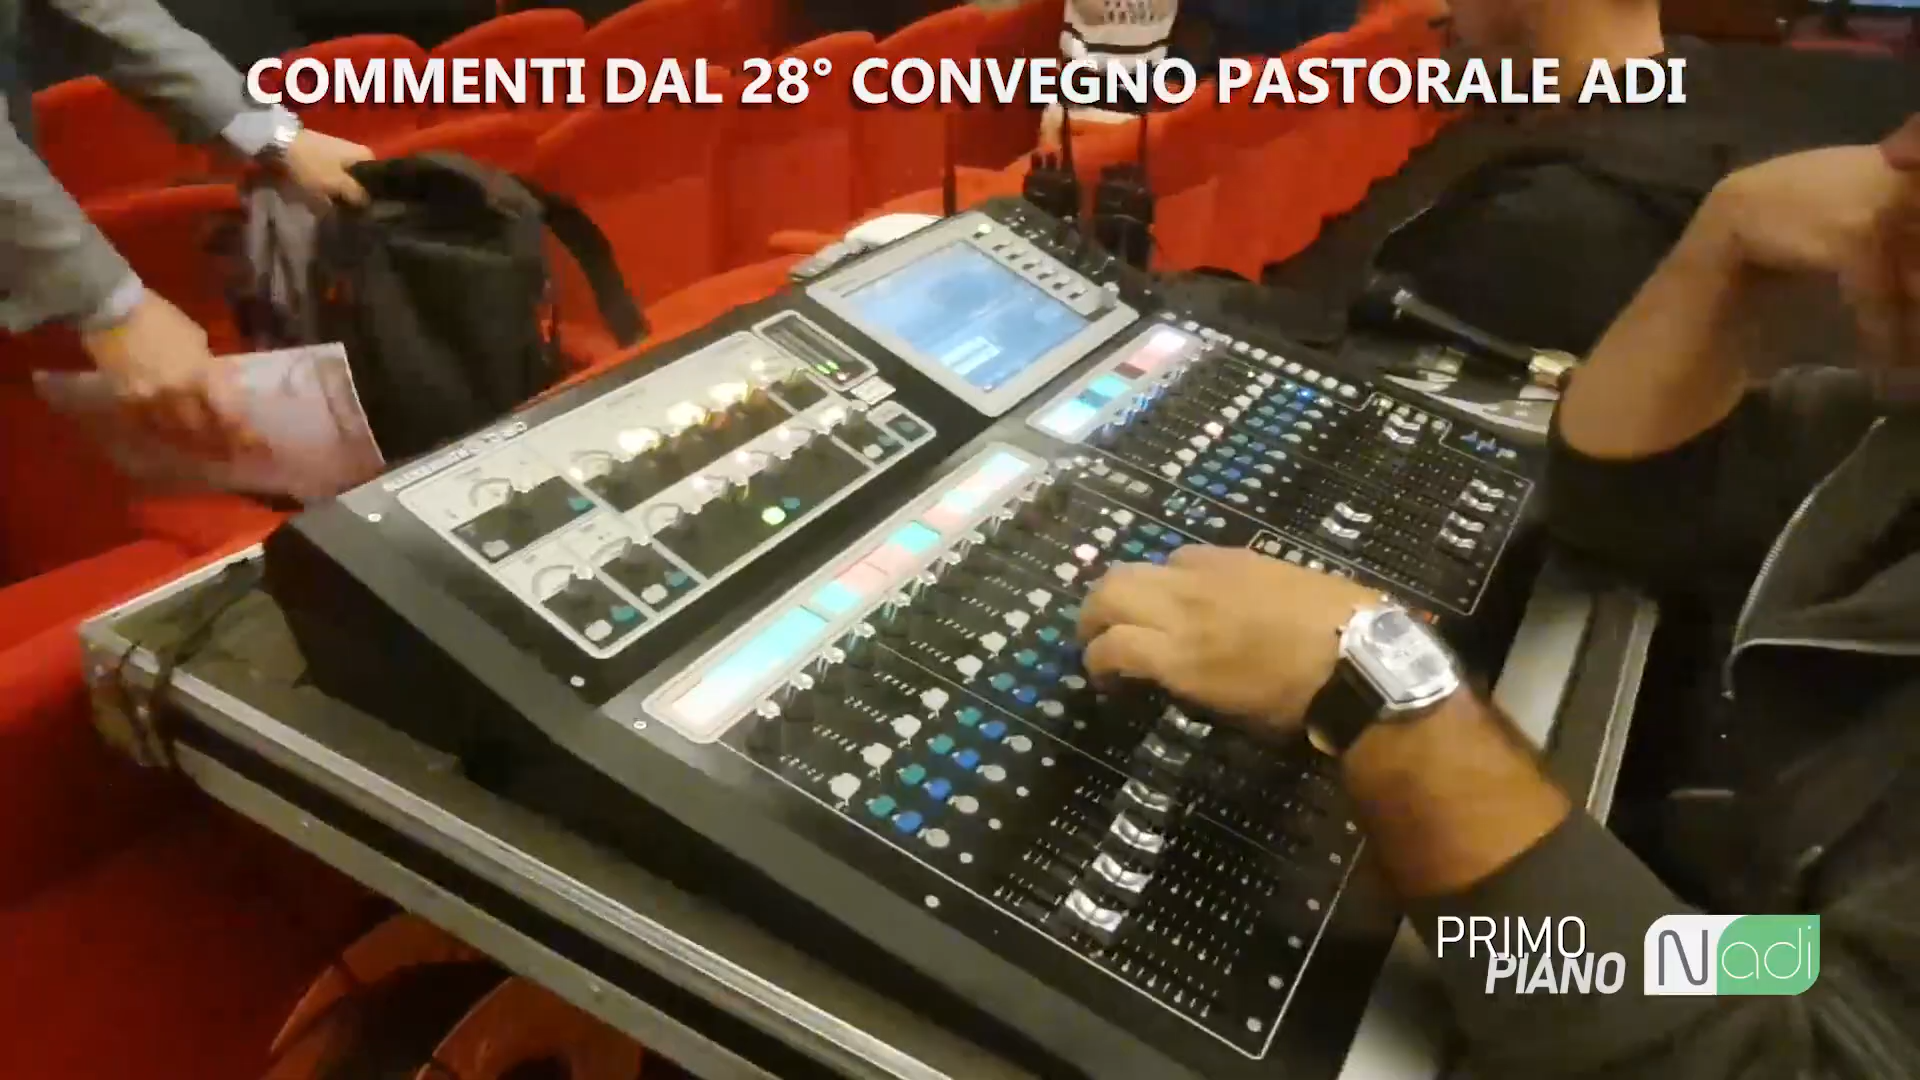 COMMENTI DAL 28° CONVEGNO PASTORALE ADI
PRIMO
PIANO
Nadi